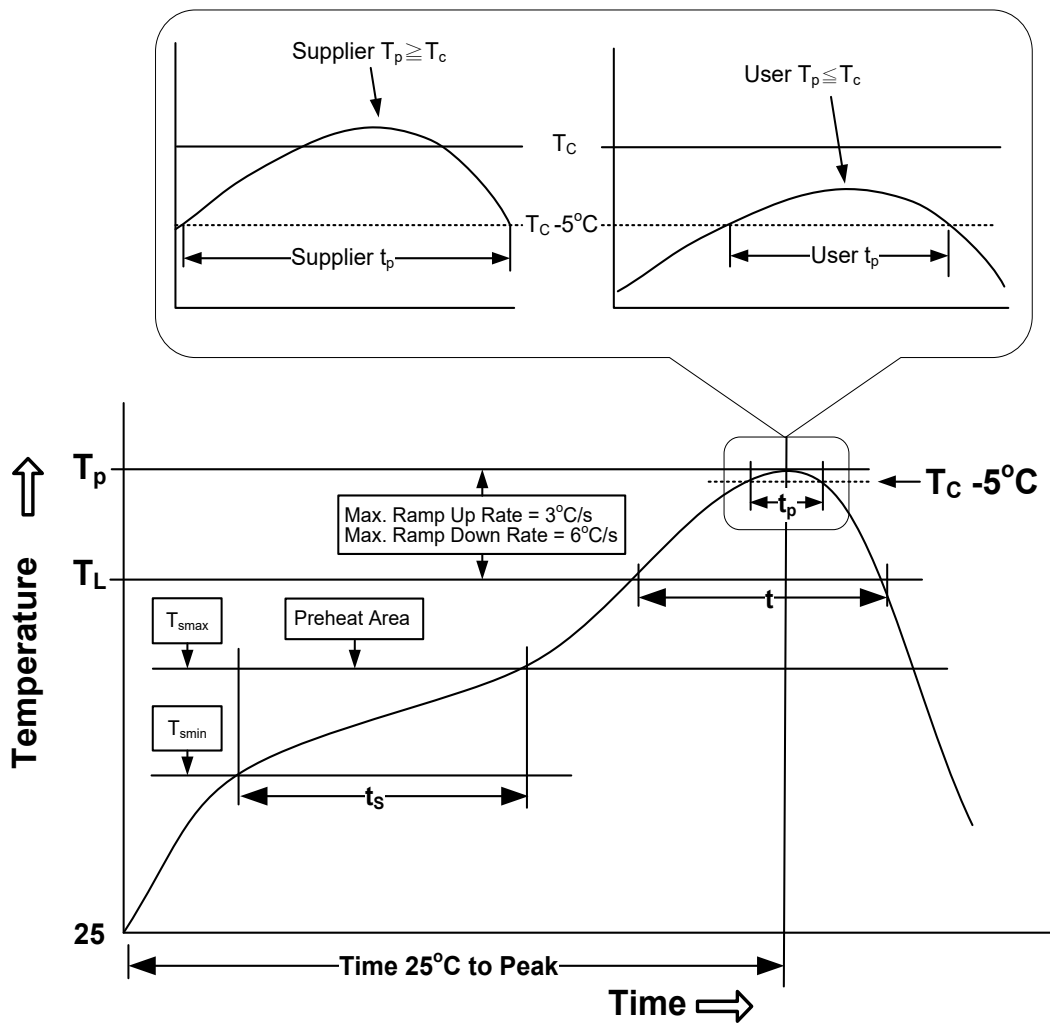 Supplier Tp≧Tc
User Tp≦Tc
TC
TC -5°C
Supplier tp
User tp
Tp
TC -5°C
tp
Max. Ramp Up Rate = 3°C/s
Max. Ramp Down Rate = 6°C/s
TL
t
Tsmax
Preheat Area
Tsmin
tS
Temperature
25
Time 25°C to Peak
Time